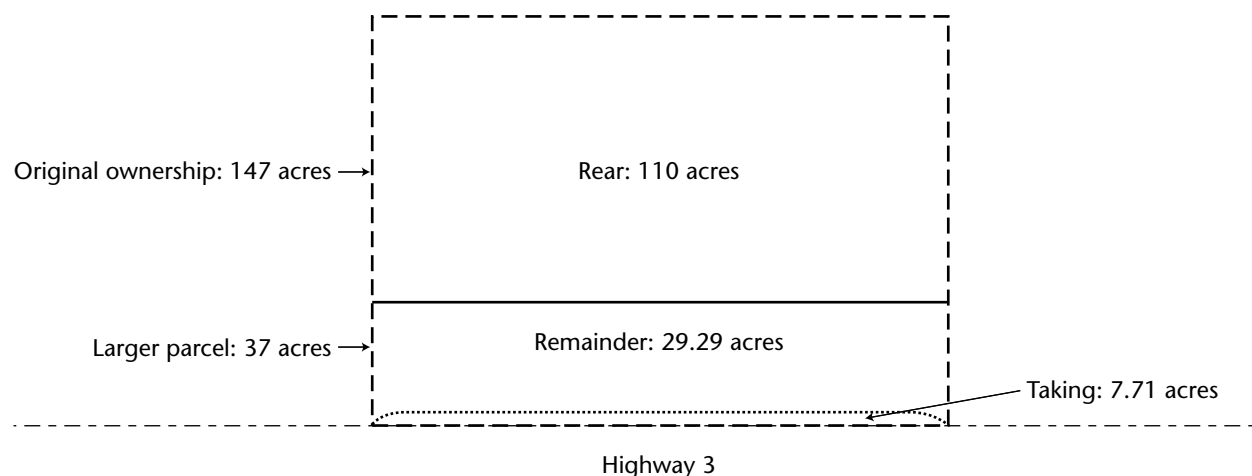 Original ownership: 147 acres
Rear: 110 acres
Larger parcel: 37 acres
Remainder: 29.29 acres
Taking: 7.71 acres
Highway 3